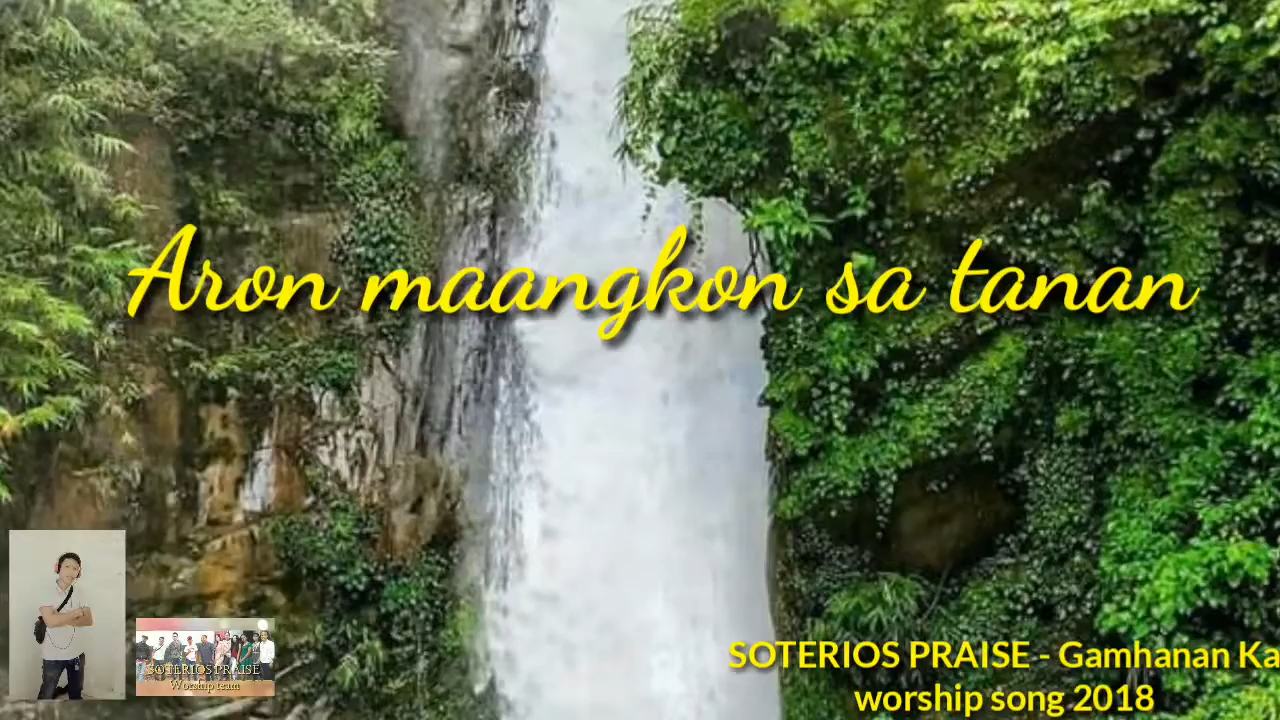 Aron maangkon sa tanan
SOTERIOS PRAISE
Worship team
SOTERIOS PRAISE - Gamhanan Ka
worship song 2018